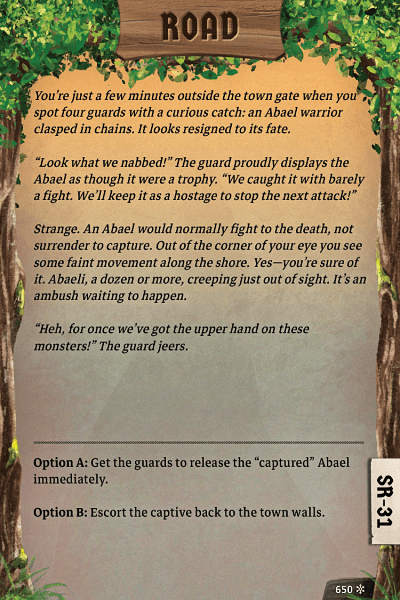 ROAD
You're just a few minutes outside the town gate when you
spot four guards with a curious catch: an Abael warrior
clasped in chains. It looks resigned to its fate.
“Look what we nabbed!” The guard proudly displays the
Abael as though it were a trophy. “We caught it with barely
a fight. We'll keep it as a hostage to stop the next attack!”
Strange. An Abael would normally fight to the death, not
surrender to capture. Out of the corner of your eye you see
some faint movement along the shore. Yes—you're sure of
it. Abaeli, a dozen or more, creeping just out of sight. It's an
ambush waiting to happen.
“Heh, for once we've got the upper hand on these
monsters!” The guard jeers.
Option A: Get the guards to release the “captured” Abael
immediately.
Option B: Escort the captive back to the town walls.
SR-31
650